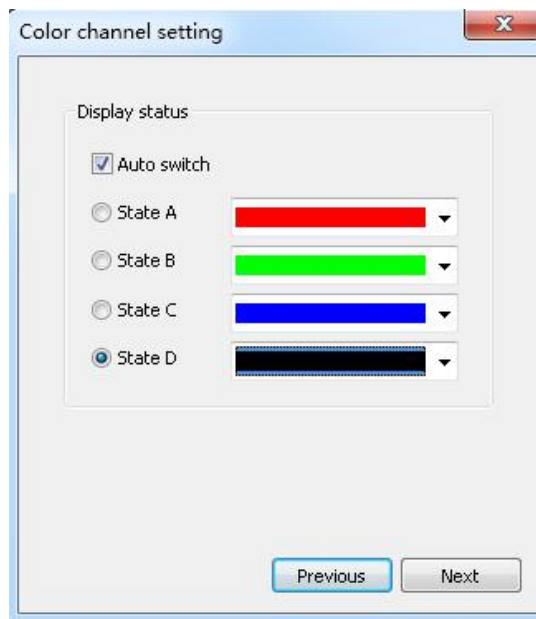 Color channel setting
Display status
Auto switch
State A
State B
State C
State D
Previous Next